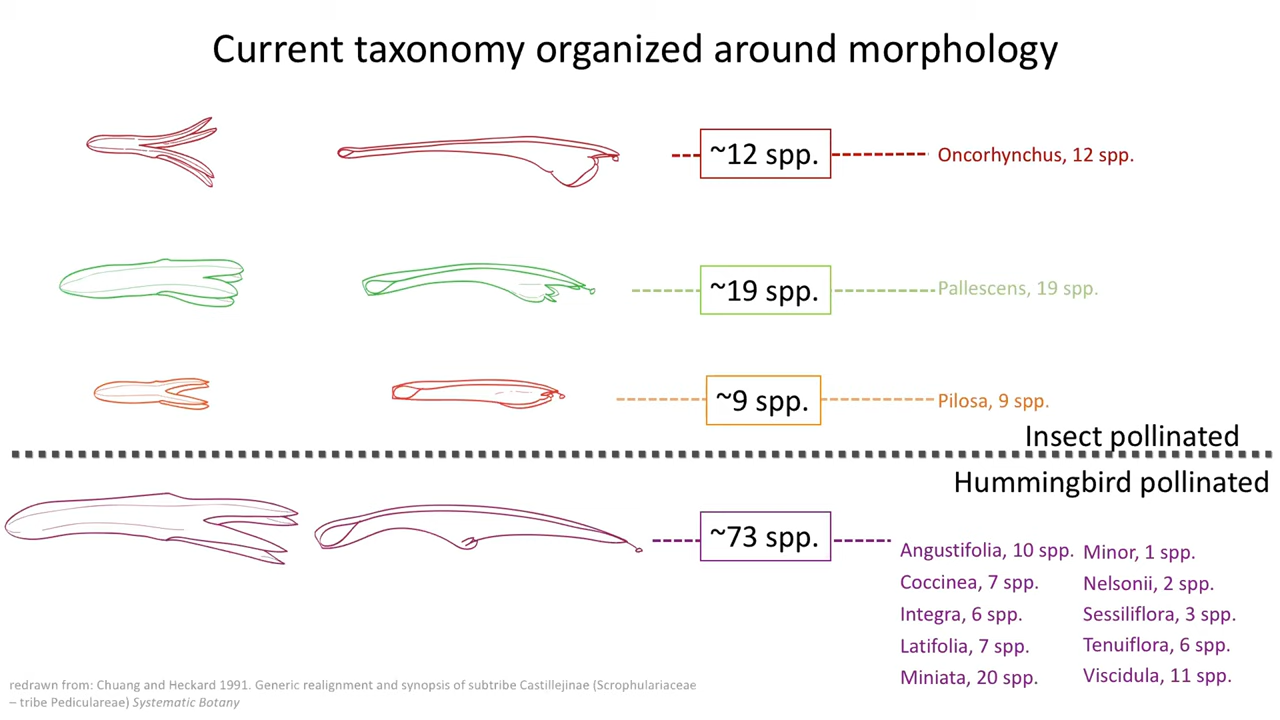 Current taxonomy organized around morphology
~12 spp.
Oncorhynchus, 12 spp.
~19 spp.
Pallescens, 19 spp.
~9 spp.
Pilosa, 9 spp.
Insect pollinated
Hummingbird pollinated
~73 spp.
Angustifolia, 10 spp.
Coccinea, 7 spp.
Integra, 6 spp.
Latifolia, 7 spp.
Miniata, 20 spp.
Minor, 1 spp.
Nelsonii, 2 spp.
Sessiliflora, 3 spp.
Tenuiflora, 6 spp.
Viscidula, 11 spp.
redrawn from: Chuang and Heckard 1991. Generic realignment and synopsis of subtribe Castillejinae (Scrophulariaceae
– tribe Pediculareae) Systematic Botany